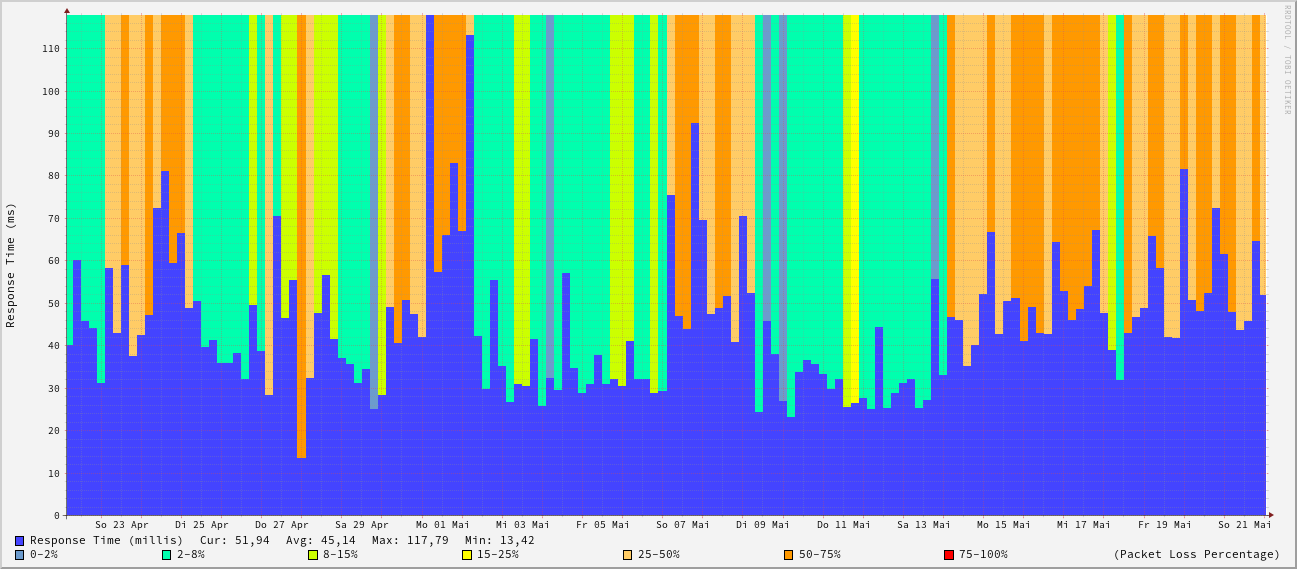 RRDTOOL / TOBI OETIKER
Response Time (ms)
110
100
90
80
70
60
50
40
30
20
10
0
So 23 Apr Di 25 Apr Do 27 Apr Sa 29 Apr Mo 01 Mai Mi 03 Mai Fr 05 Mai So 07 Mai Di 09 Mai Do 11 Mai Sa 13 Mai Mo 15 Mai Mi 17 Mai Fr 19 Mai So 21 Mai
Response Time (millis) Cur: 51,94 Avg: 45,14 Max: 117,79 Min: 13,42
0-2% 2-8% 8-15% 15-25% 25-50% 50-75% 75-100% (Packet Loss Percentage)